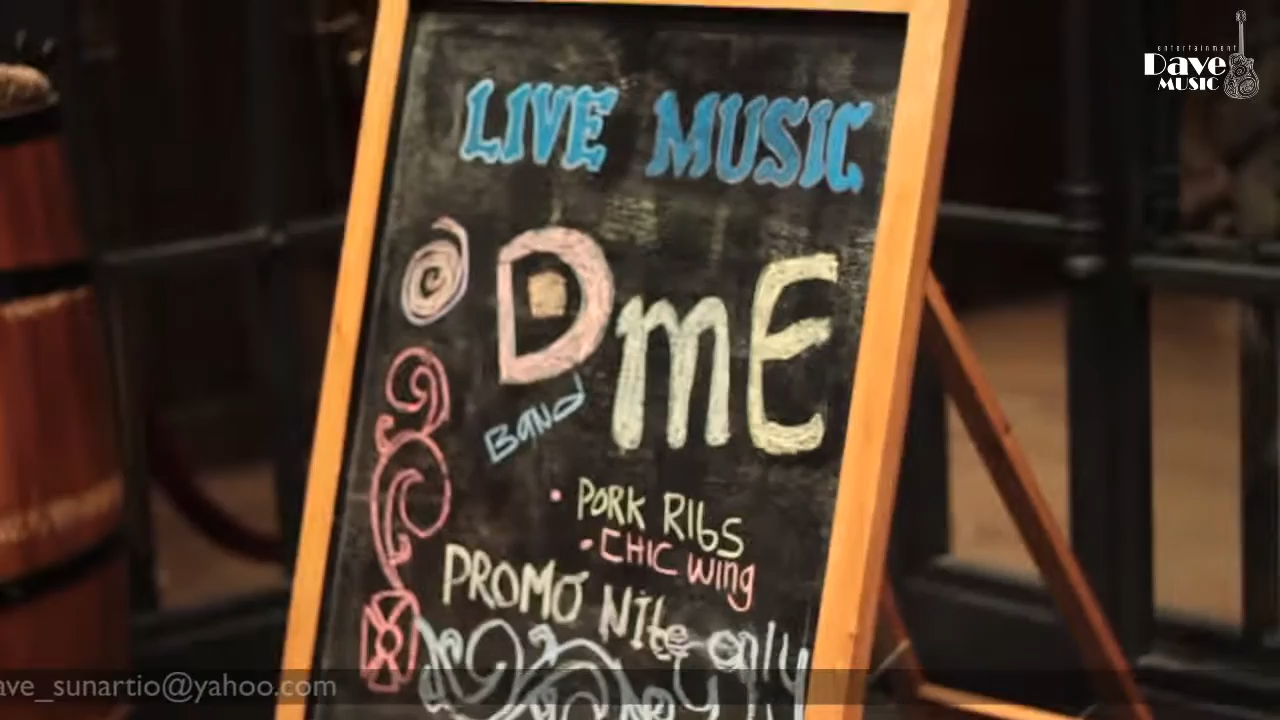 entertainment
Dave
MUSIC
LIVE MUSIC
DmE
BaNd
• PORK RIbS
• CHIC wing
PROMO NIte only
ave_sunartio@yahoo.com